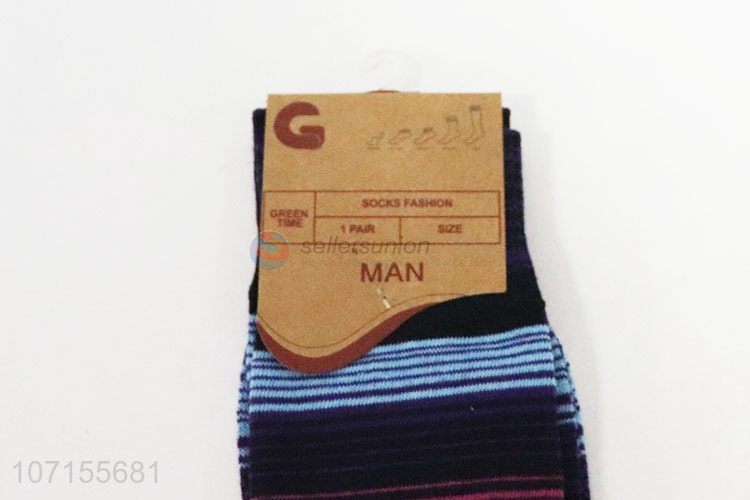 G
SOCKS FASHION
GREEN TIME
1 PAIR SIZE
sellersunion
MAN
107155681